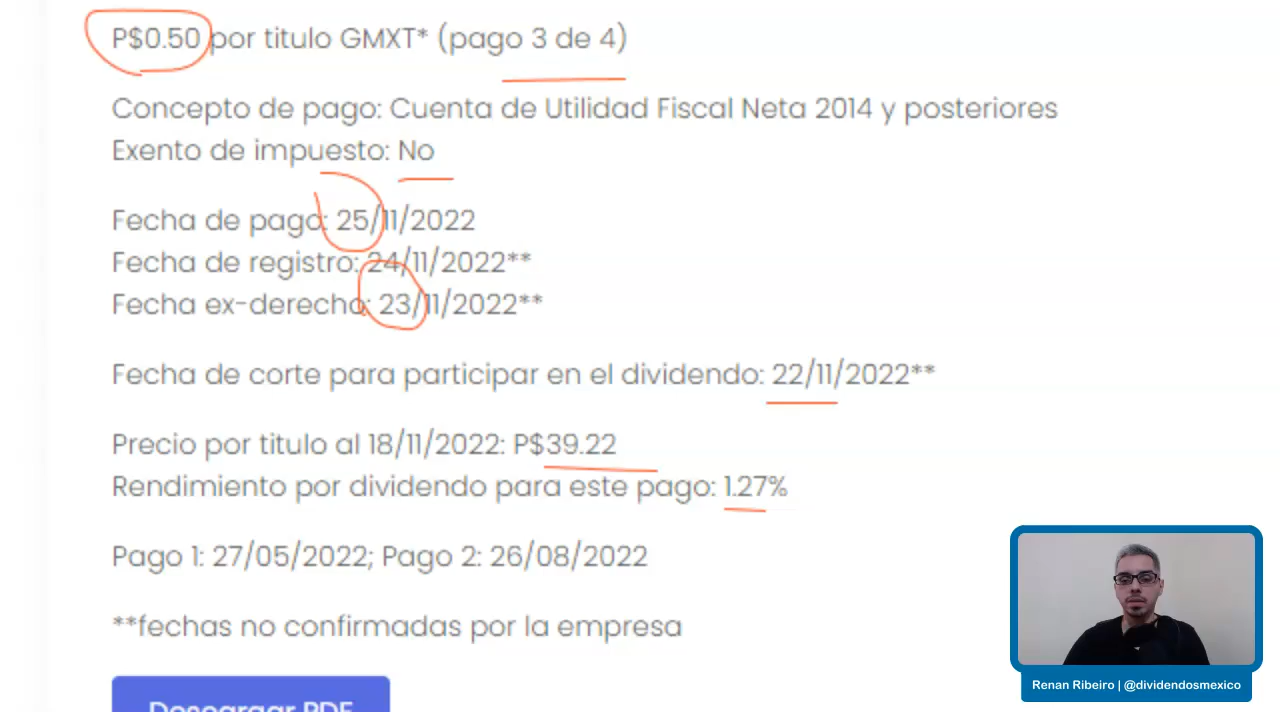 P$0.50 por titulo GMXT* (pago 3 de 4)
Concepto de pago: Cuenta de Utilidad Fiscal Neta 2014 y posteriores
Exento de impuesto: No
Fecha de pago: 25/11/2022
Fecha de registro: 24/11/2022**
Fecha ex-derecho: 23/11/2022**
Fecha de corte para participar en el dividendo: 22/11/2022**
Precio por titulo al 18/11/2022: P$39.22
Rendimiento por dividendo para este pago: 1.27%
Pago 1: 27/05/2022; Pago 2: 26/08/2022
**fechas no confirmadas por la empresa
Descargar PDF
Renan Ribeiro | @dividendosmexico